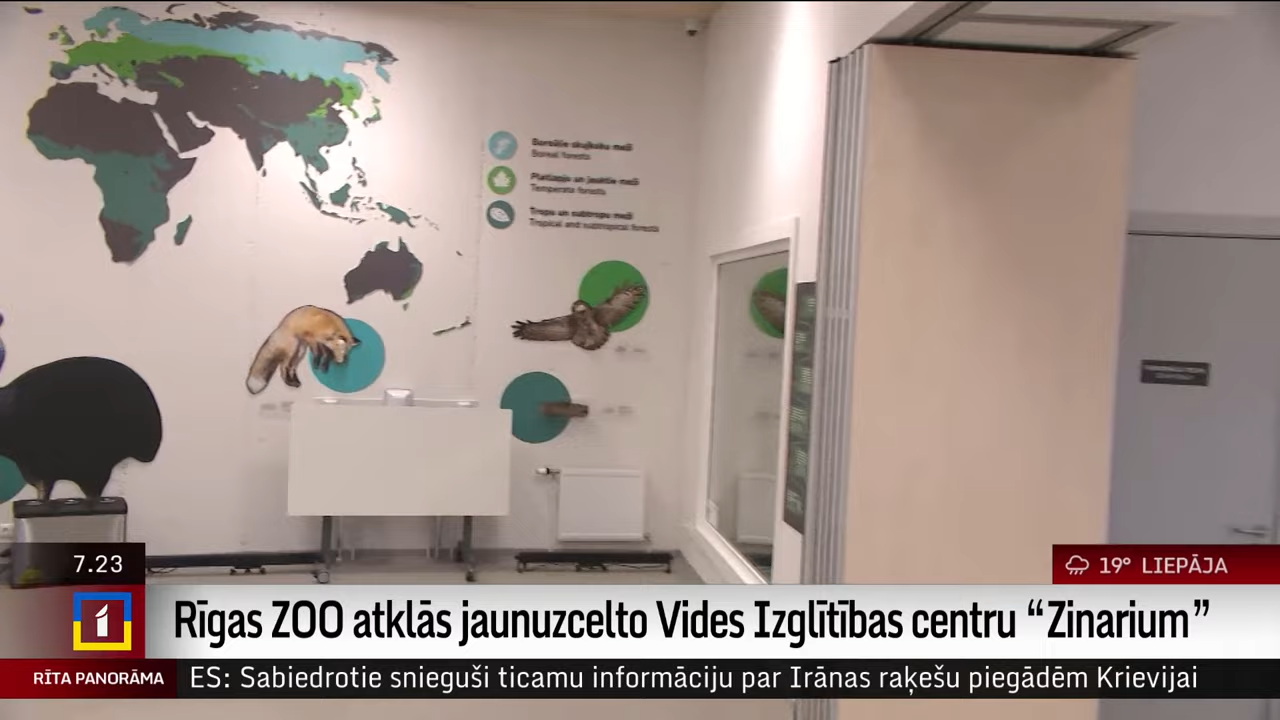 Boreālie skujkoku meži
Boreal forests
Platlapju un jauktie meži
Temperate forests
Tropu un subtropu meži
Tropical and subtropical forests
7.23
19° LIEPĀJA
1
Rīgas ZOO atklās jaunuzcelto Vides Izglītības centru “Zinarium”
RĪTA PANORĀMA
ES: Sabiedrotie snieguši ticamu informāciju par Irānas raķešu piegādēm Krievijai